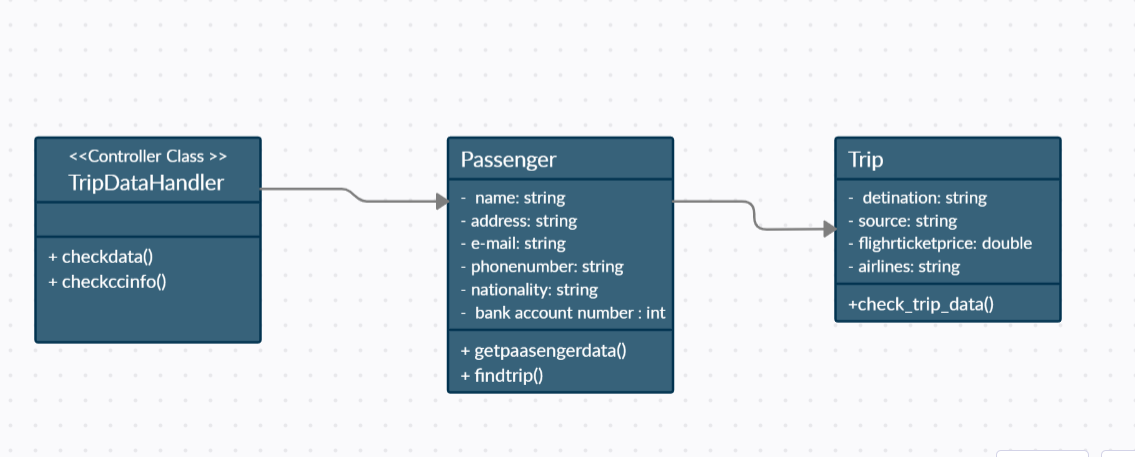 <<Controller Class >>
TripDataHandler
+ checkdata()
+ checkccinfo()
Passenger
- name: string
- address: string
- e-mail: string
- phonenumber: string
- nationality: string
- bank account number : int
+ getpaasengerdata()
+ findtrip()
Trip
- detination: string
- source: string
- flighrticketprice: double
- airlines: string
+check_trip_data()